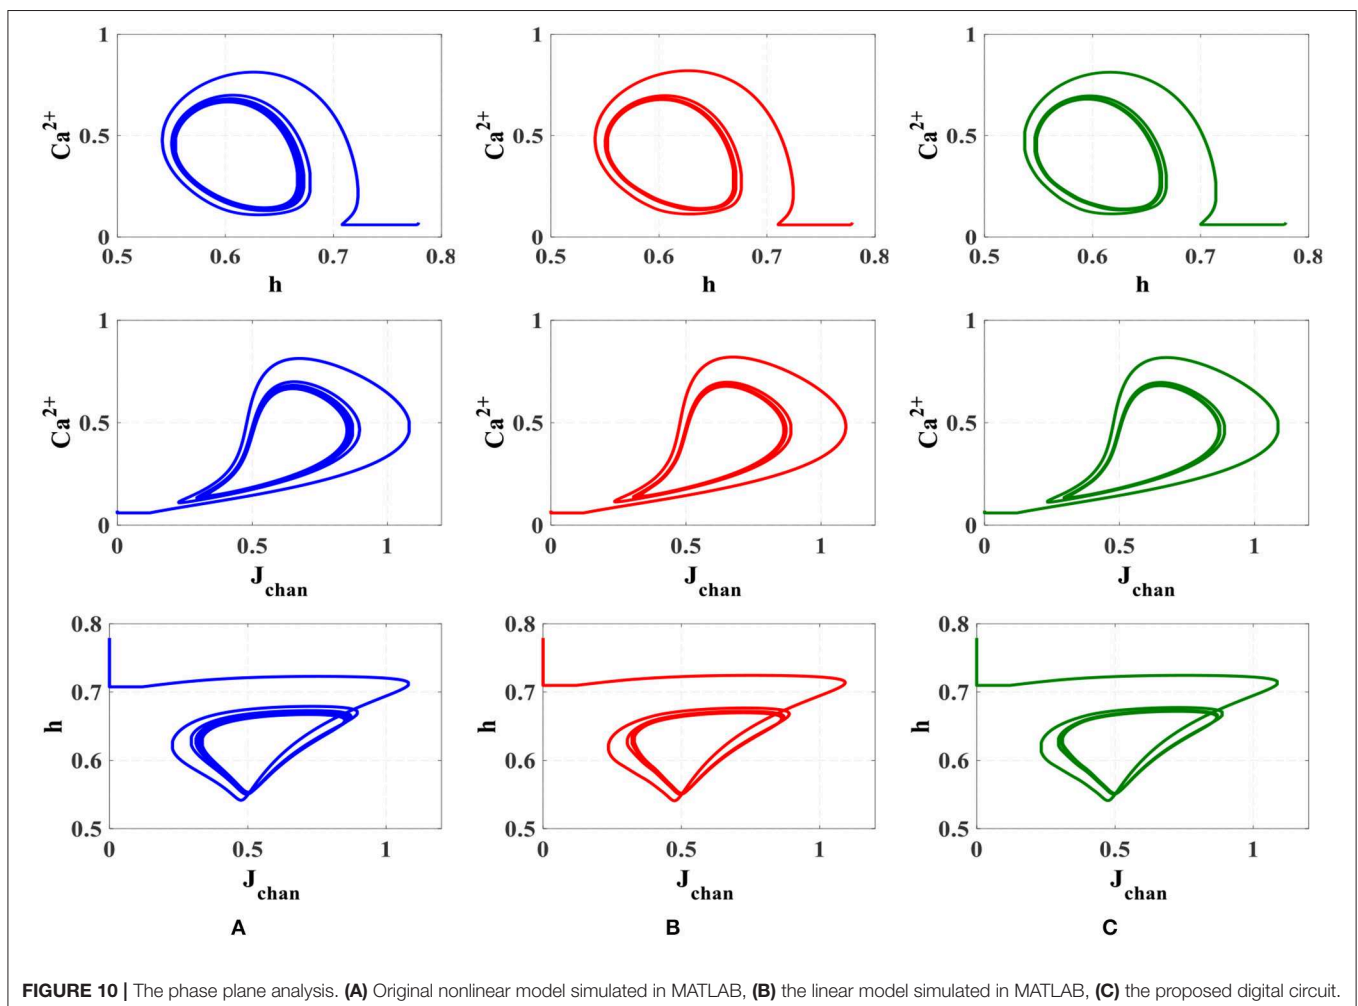 1
0.5
0
Ca2+
0.5 0.6 0.7 0.8
h
1
0.5
0
Ca2+
0.5 0.6 0.7 0.8
h
1
0.5
0
Ca2+
0.5 0.6 0.7 0.8
h
1
0.5
0
Ca2+
0 0.5 1
Jchan
1
0.5
0
Ca2+
0 0.5 1
Jchan
1
0.5
0
Ca2+
0 0.5 1
Jchan
0.8
0.7
0.6
0.5
h
0 0.5 1
Jchan
0.8
0.7
0.6
0.5
h
0 0.5 1
Jchan
0.8
0.7
0.6
0.5
h
0 0.5 1
Jchan
A B C
FIGURE 10 | The phase plane analysis. (A) Original nonlinear model simulated in MATLAB, (B) the linear model simulated in MATLAB, (C) the proposed digital circuit.